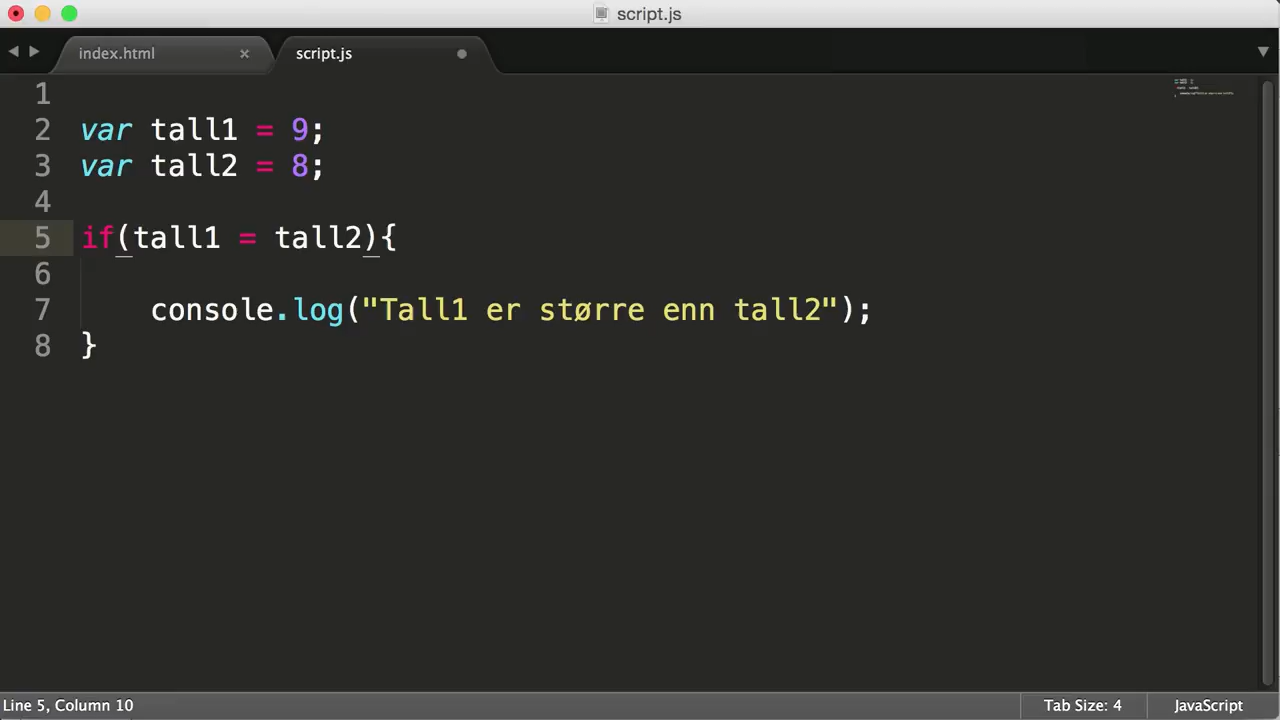 script.js
index.html × script.js
1
2 var tall1 = 9;
3 var tall2 = 8;
4
5 if(tall1 = tall2){
6
7 console.log("Tall1 er større enn tall2");
8 }
Line 5, Column 10 Tab Size: 4 JavaScript